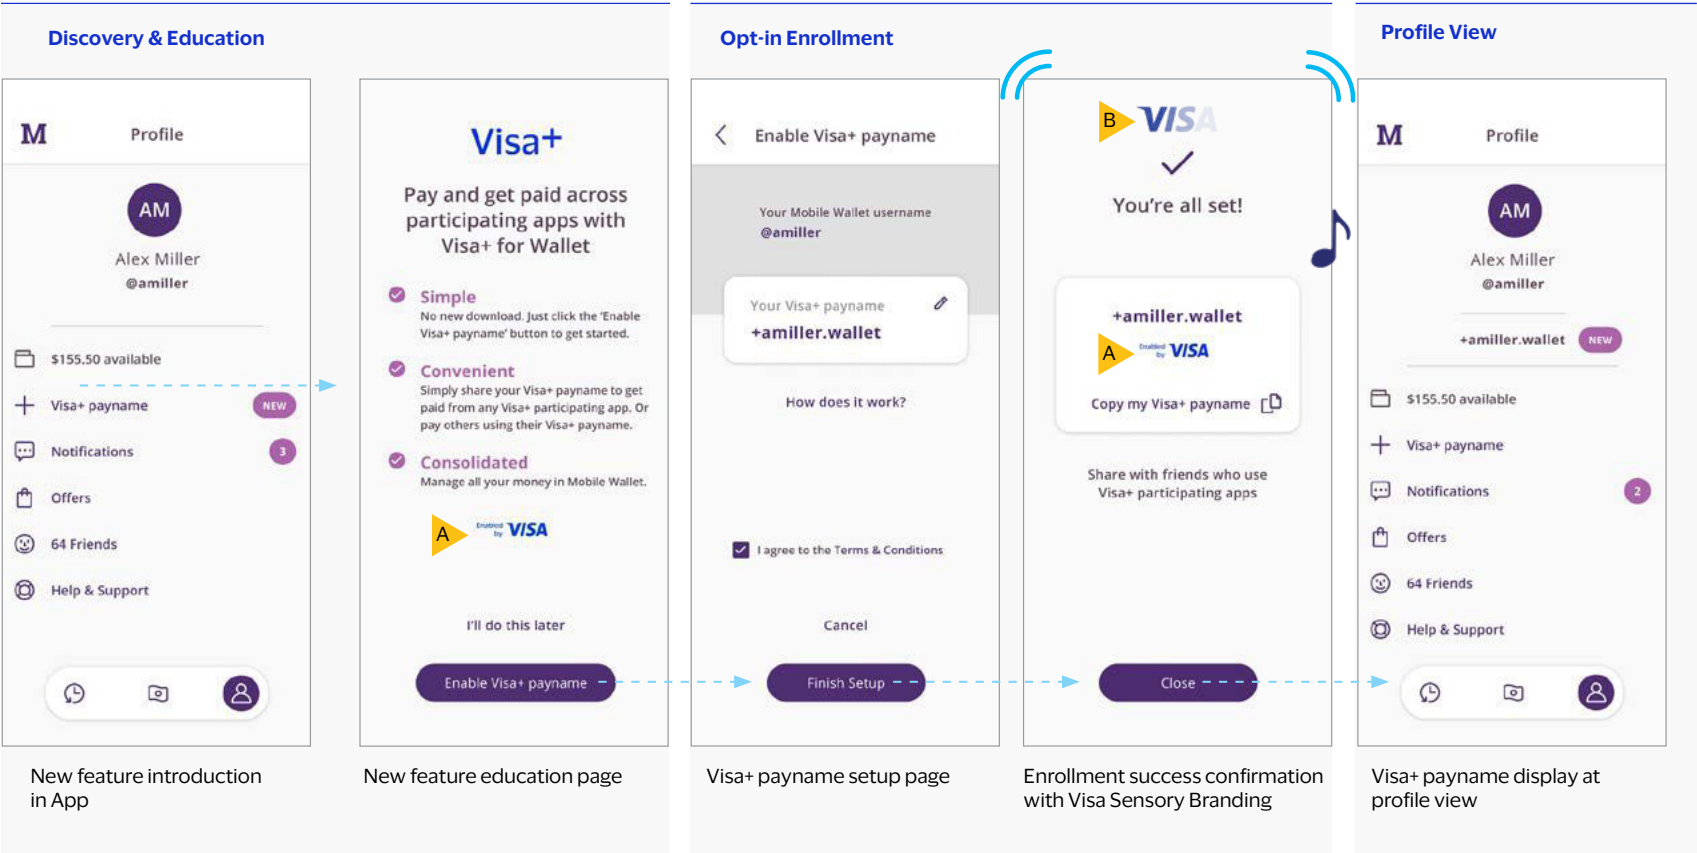 Discovery & Education
M
Profile
AM
Alex Miller
@amiller
$155.50 available
Visa+ payname
NEW
Notifications
3
Offers
64 Friends
Help & Support
New feature introduction
in App
Visa+
Pay and get paid across
participating apps with
Visa+ for Wallet
Simple
No new download. Just click the ‘Enable
Visa+ payname’ button to get started.
Convenient
Simply share your Visa+ payname to get
paid from any Visa+ participating app. Or
pay others using their Visa+ payname.
Consolidated
Manage all your money in Mobile Wallet.
A
Enabled
by VISA
I’ll do this later
Enable Visa+ payname
New feature education page
Opt-in Enrollment
Enable Visa+ payname
Your Mobile Wallet username
@amiller
Your Visa+ payname
+amiller.wallet
How does it work?
I agree to the Terms & Conditions
Cancel
Finish Setup
Visa+ payname setup page
B
VISA
You’re all set!
+amiller.wallet
A
Enabled
by VISA
Copy my Visa+ payname
Share with friends who use
Visa+ participating apps
Close
Enrollment success confirmation
with Visa Sensory Branding
Profile View
M
Profile
AM
Alex Miller
@amiller
+amiller.wallet
NEW
$155.50 available
Visa+ payname
Notifications
2
Offers
64 Friends
Help & Support
Visa+ payname display at
profile view